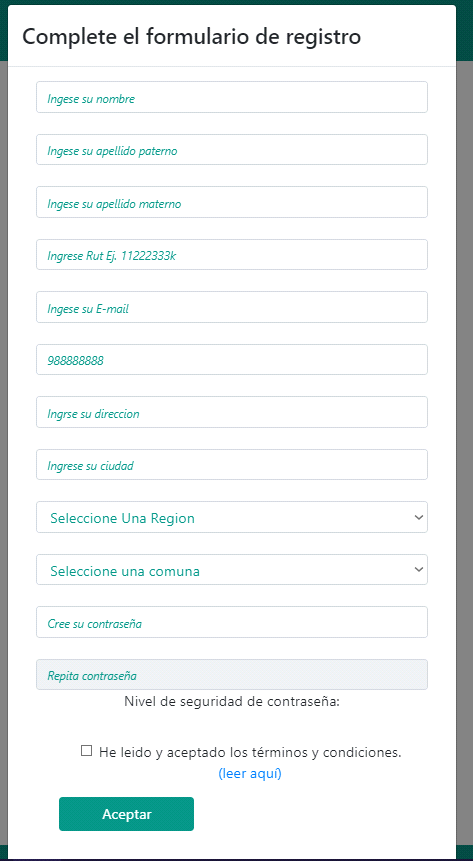 Complete el formulario de registro
Ingese su nombre
Ingese su apellido paterno
Ingese su apellido materno
Ingrese Rut Ej. 11222333k
Ingese su E-mail
988888888
Ingrse su direccion
Ingrese su ciudad
Seleccione Una Region
Seleccione una comuna
Cree su contraseña
Repita contraseña
Nivel de seguridad de contraseña:
He leido y aceptado los términos y condiciones.
(leer aquí)
Aceptar